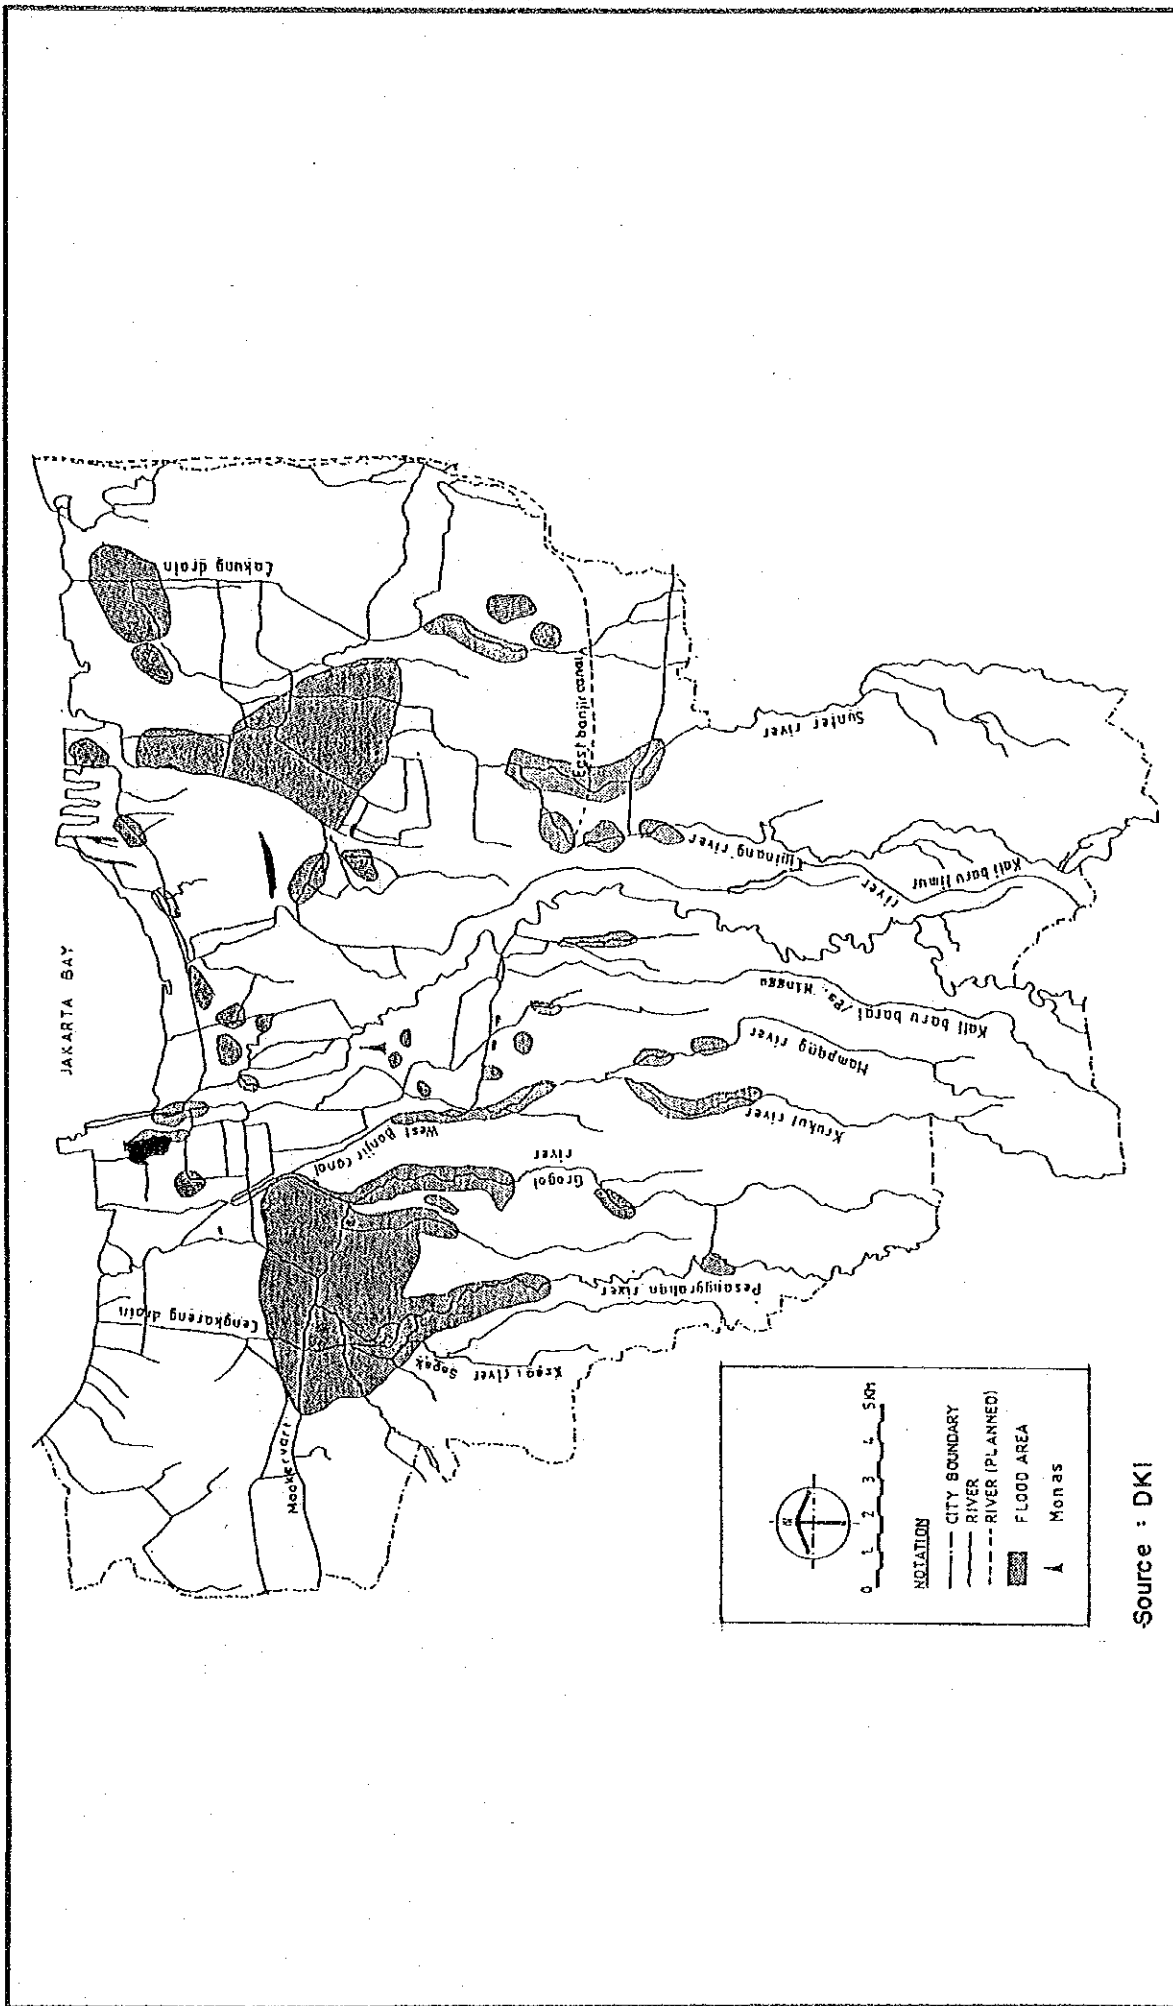 JAKARTA BAY
Cakung drain
East banjir canal
Sunter river
Cipinang river
Kali baru timur
river
Kali baru barat/Ps. Minggu
Mampang river
Krukut river
West Banjir Canal
Grogol
river
Pesanggrahan river
Cengkareng drain
Sepak
river
Mookervart
N
0 1 2 3 4 5KM
NOTATION
CITY BOUNDARY
RIVER
RIVER (PLANNED)
FLOOD AREA
Monas
Source : DKI